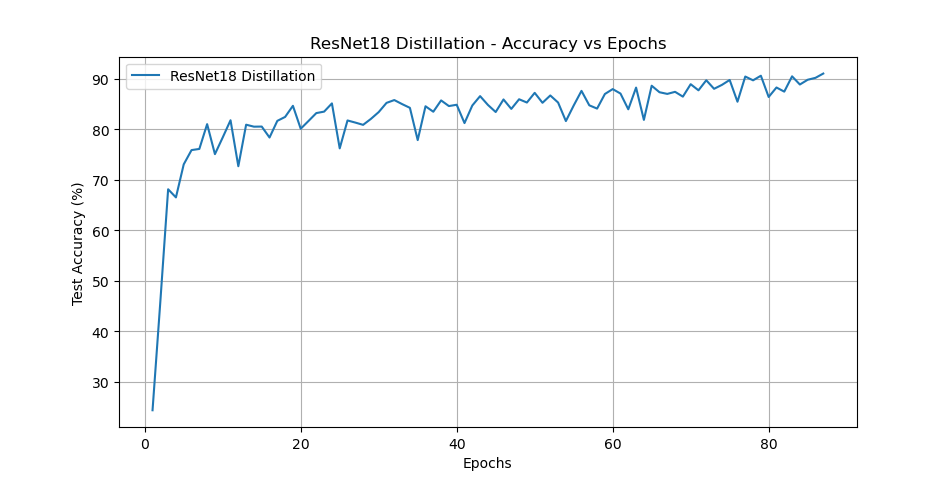 ResNet18 Distillation - Accuracy vs Epochs
ResNet18 Distillation
Test Accuracy (%)
90
80
70
60
50
40
30
0 20 40 60 80
Epochs